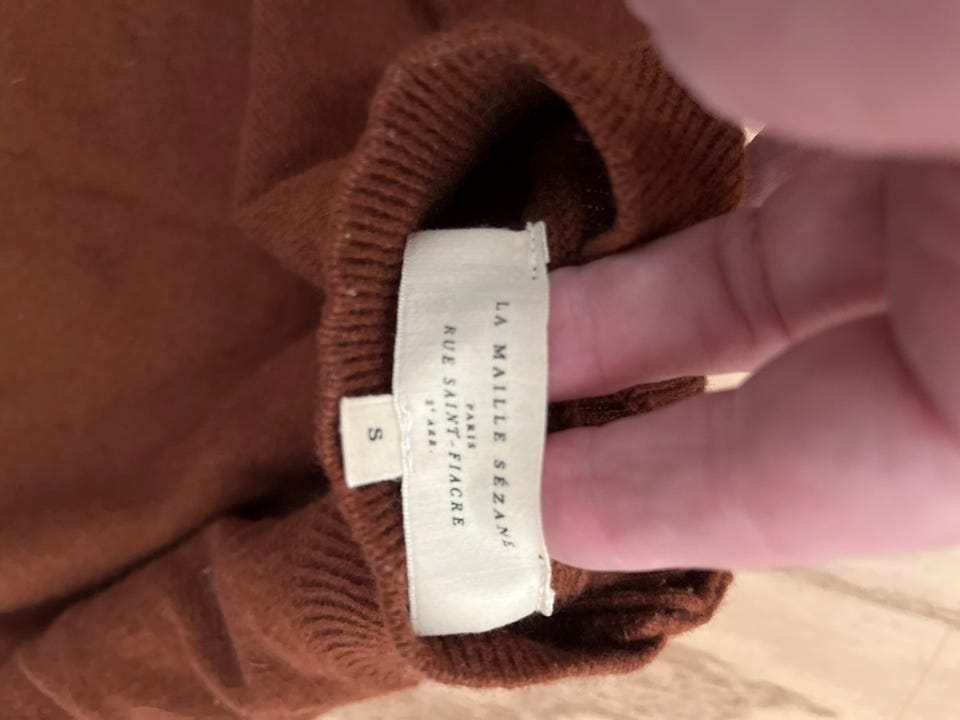 LA MAILLE SÉZANE
PARIS
RUE SAINT-FIACRE
2ᵉ ARR.
S